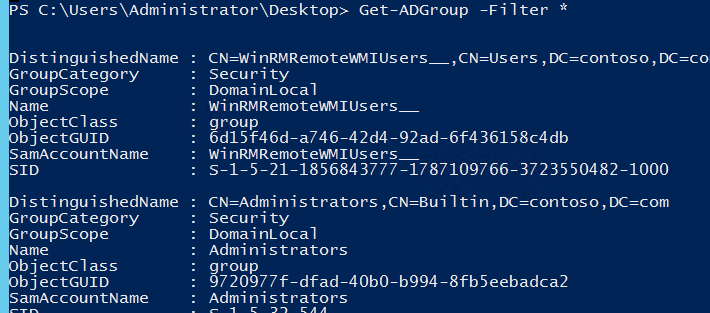 PS C:\Users\Administrator\Desktop> Get-ADGroup -Filter *
DistinguishedName : CN=WinRMRemoteWMIUsers__,CN=Users,DC=contoso,DC=co
GroupCategory : Security
GroupScope : DomainLocal
Name : WinRMRemoteWMIUsers__
ObjectClass : group
ObjectGUID : 6d15f46d-a746-42d4-92ad-6f436158c4db
SamAccountName : WinRMRemoteWMIUsers__
SID : S-1-5-21-1856843777-1787109766-3723550482-1000
DistinguishedName : CN=Administrators,CN=Builtin,DC=contoso,DC=com
GroupCategory : Security
GroupScope : DomainLocal
Name : Administrators
ObjectClass : group
ObjectGUID : 9720977f-dfad-40b0-b994-8fb5eebadca2
SamAccountName : Administrators
SID : S-1-5-32-544